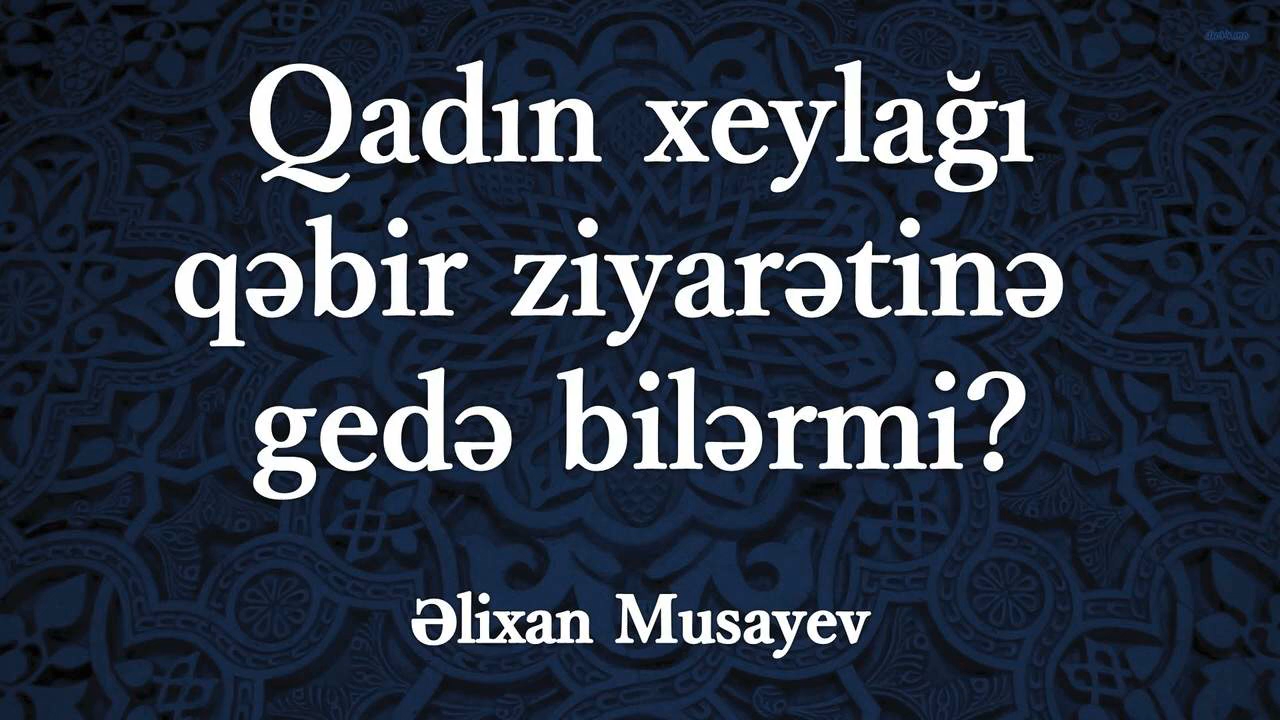 Qadın xeylağı
qəbir ziyarətinə
gedə bilərmi?
Əlixan Musayev